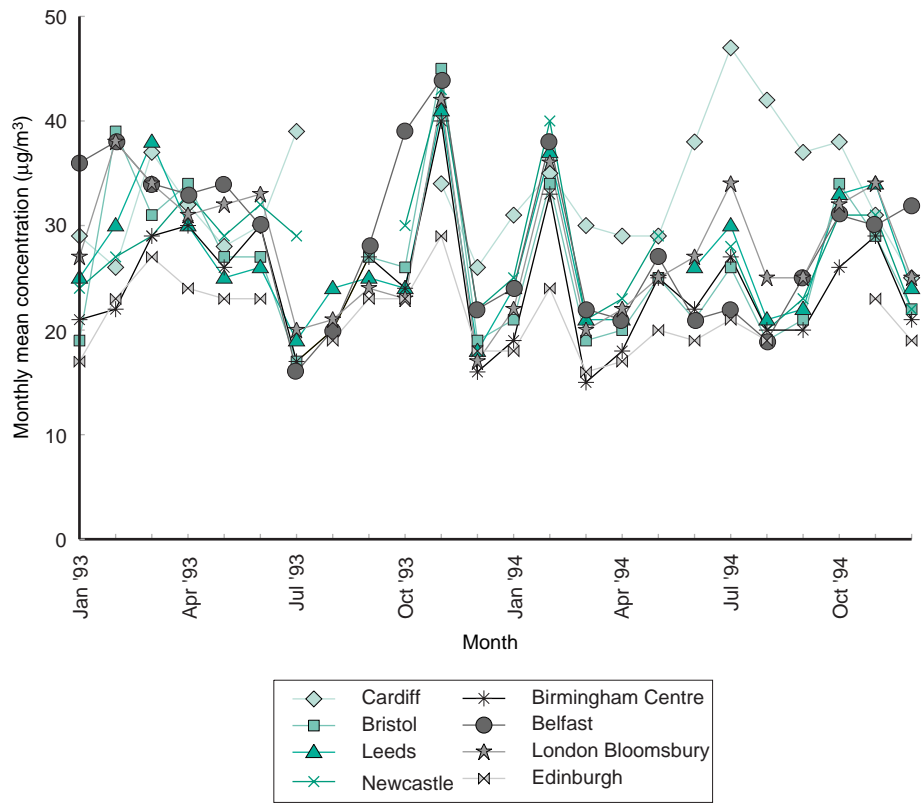 50
40
30
20
10
0
Monthly mean concentration (µg/m³)
Jan '93
Apr '93
Jul '93
Oct '93
Jan '94
Apr '94
Jul '94
Oct '94
Month
Cardiff
Birmingham Centre
Bristol
Belfast
Leeds
London Bloomsbury
Newcastle
Edinburgh